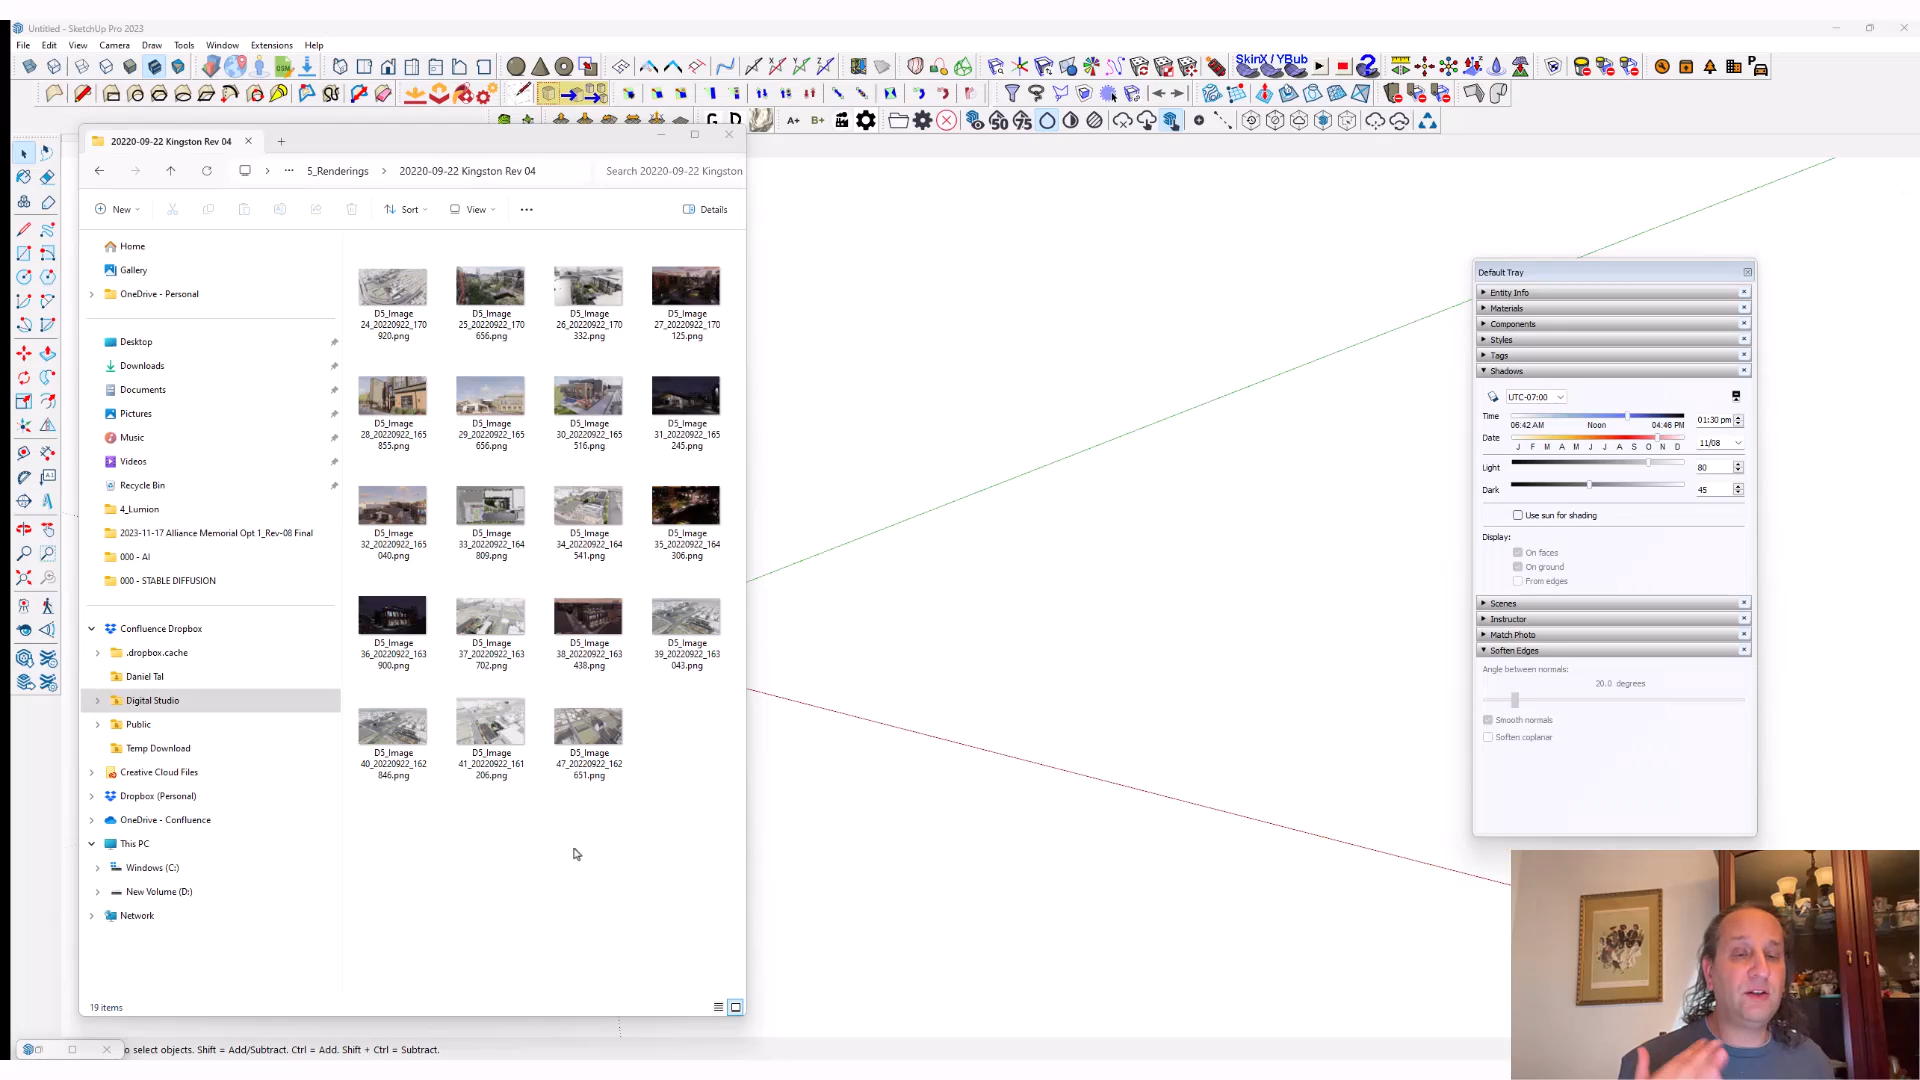 Untitled - SketchUp Pro 2023
File Edit View Camera Draw Tools Window Extensions Help
SkinX / YBub
50 75
A+ B+
20220-09-22 Kingston Rev 04
5_Renderings > 20220-09-22 Kingston Rev 04
Search 20220-09-22 Kingston
New Sort View ... Details
Home
Gallery
OneDrive - Personal
Desktop
Downloads
Documents
Pictures
Music
Videos
Recycle Bin
4_Lumion
2023-11-17 Alliance Memorial Opt 1_Rev-08 Final
000 - AI
000 - STABLE DIFFUSION
Confluence Dropbox
.dropbox.cache
Daniel Tal
Digital Studio
Public
Temp Download
Creative Cloud Files
Dropbox (Personal)
OneDrive - Confluence
This PC
Windows (C:)
New Volume (D:)
Network
D5_Image
24_20220922_170
920.png
D5_Image
25_20220922_170
656.png
D5_Image
26_20220922_170
332.png
D5_Image
27_20220922_170
125.png
D5_Image
28_20220922_165
855.png
D5_Image
29_20220922_165
656.png
D5_Image
30_20220922_165
516.png
D5_Image
31_20220922_165
245.png
D5_Image
32_20220922_165
040.png
D5_Image
33_20220922_164
809.png
D5_Image
34_20220922_164
541.png
D5_Image
35_20220922_164
306.png
D5_Image
36_20220922_163
900.png
D5_Image
37_20220922_163
702.png
D5_Image
38_20220922_163
438.png
D5_Image
39_20220922_163
043.png
D5_Image
40_20220922_162
846.png
D5_Image
41_20220922_161
206.png
D5_Image
47_20220922_162
651.png
19 items
Default Tray
Entity Info
Materials
Components
Styles
Tags
Shadows
UTC-07:00
Time 01:30 pm
06:42 AM Noon 04:46 PM
Date 11/08
J F M A M J J A S O N D
Light 80
Dark 45
Use sun for shading
Display:
On faces
On ground
From edges
Scenes
Instructor
Match Photo
Soften Edges
Angle between normals:
20.0 degrees
Smooth normals
Soften coplanar
o select objects. Shift = Add/Subtract. Ctrl = Add. Shift + Ctrl = Subtract.